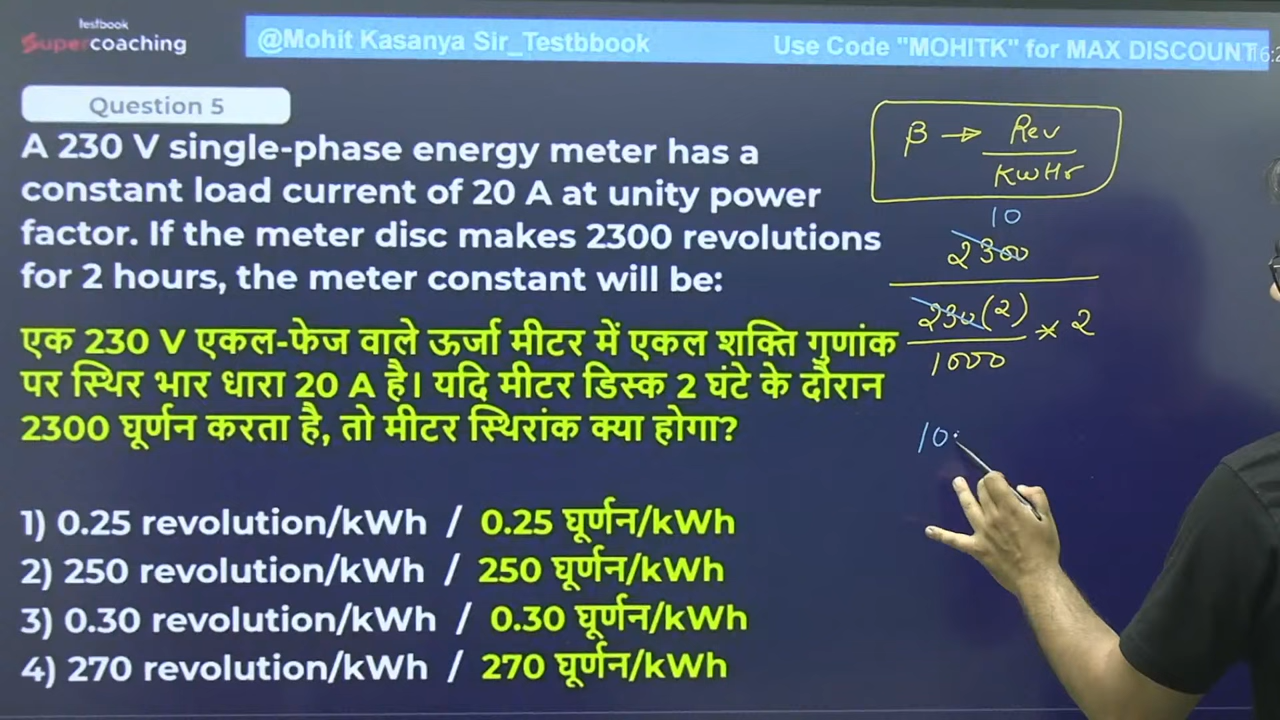 testbook
Supercoaching
@Mohit Kasanya Sir_Testbbook
Use Code "MOHITK" for MAX DISCOUNT
Question 5
A 230 V single-phase energy meter has a
constant load current of 20 A at unity power
factor. If the meter disc makes 2300 revolutions
for 2 hours, the meter constant will be:
एक 230 V एकल-फेज वाले ऊर्जा मीटर में एकल शक्ति गुणांक
पर स्थिर भार धारा 20 A है। यदि मीटर डिस्क 2 घंटे के दौरान
2300 घूर्णन करता है, तो मीटर स्थिरांक क्या होगा?
1) 0.25 revolution/kWh / 0.25 घूर्णन/kWh
2) 250 revolution/kWh / 250 घूर्णन/kWh
3) 0.30 revolution/kWh / 0.30 घूर्णन/kWh
4) 270 revolution/kWh / 270 घूर्णन/kWh
β → Rev
KWHr
10
2300
230(2) * 2
1000
10